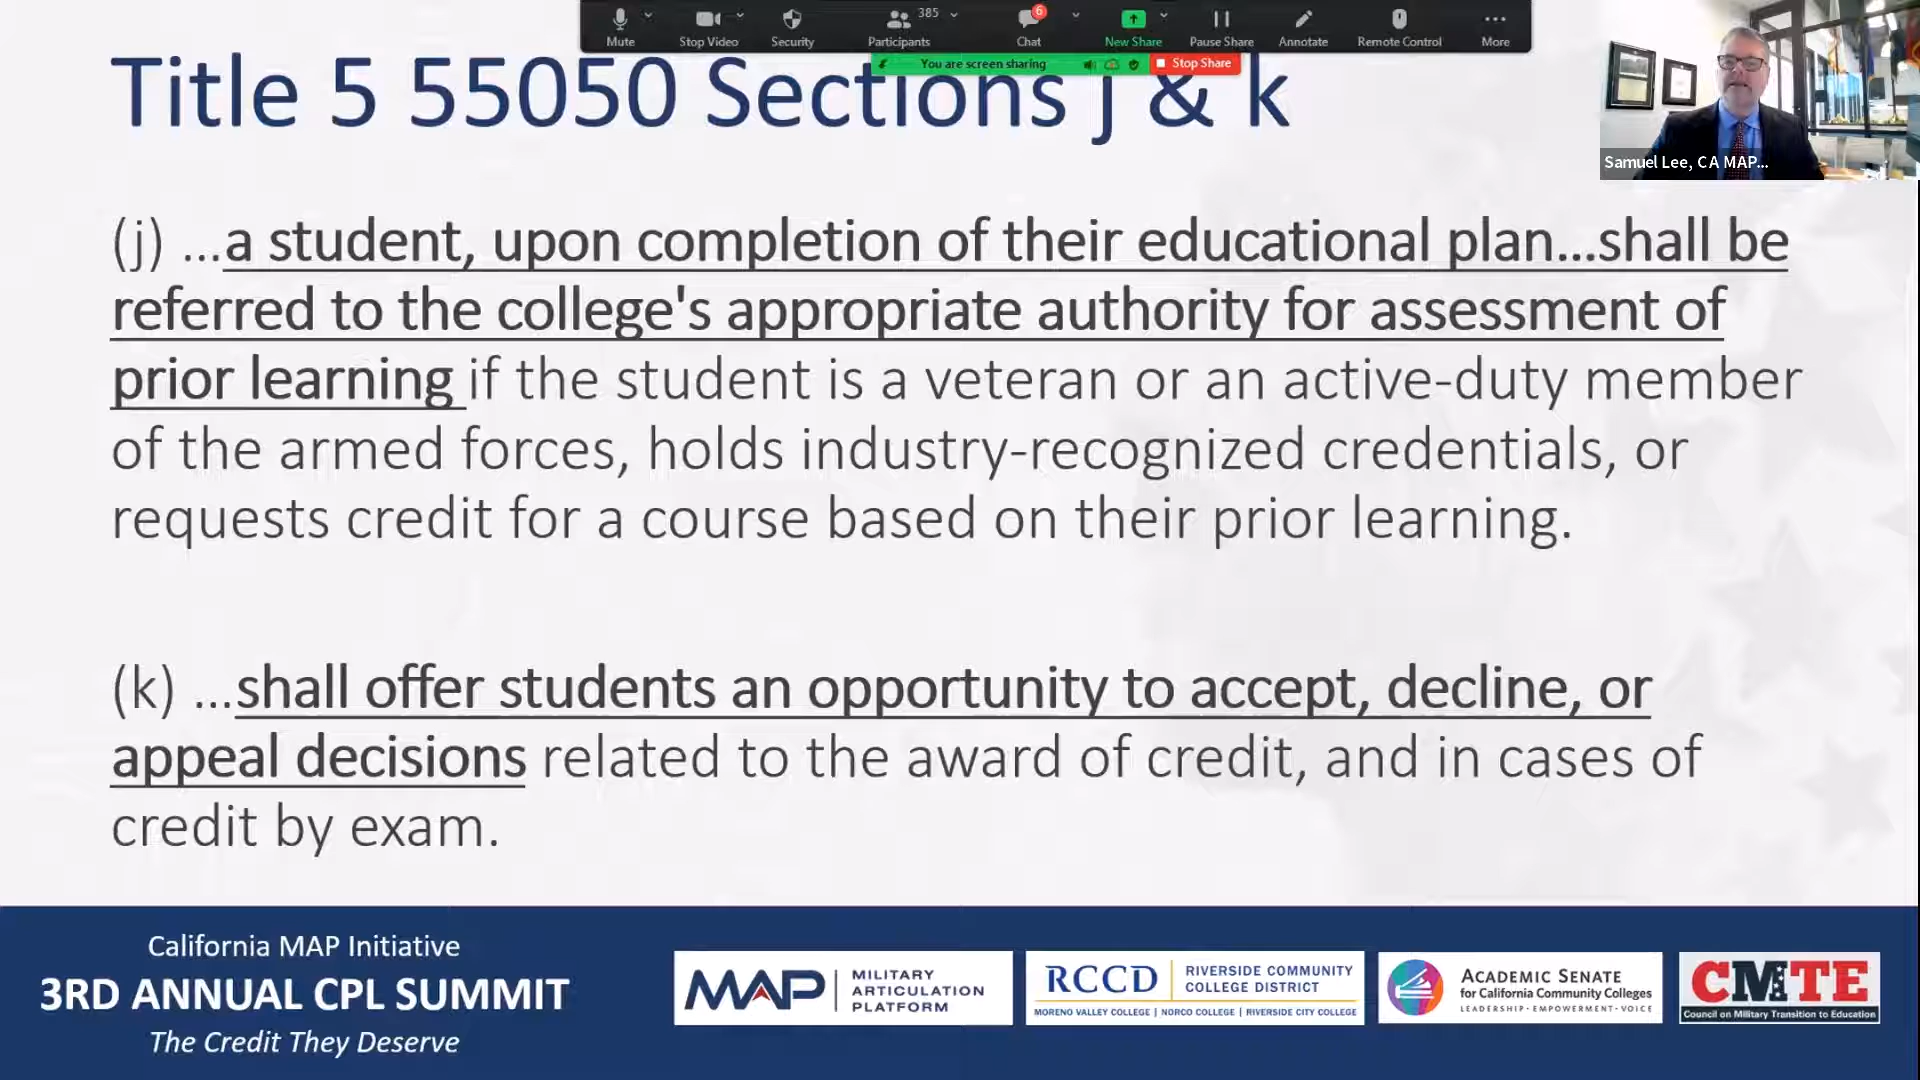 Mute
Stop Video
Security
385
Participants
6
Chat
New Share
Pause Share
Annotate
Remote Control
More
You are screen sharing
Stop Share
Title 5 55050 Sections j & k
Samuel Lee, CA MAP...
(j) ...a student, upon completion of their educational plan...shall be
referred to the college's appropriate authority for assessment of
prior learning if the student is a veteran or an active-duty member
of the armed forces, holds industry-recognized credentials, or
requests credit for a course based on their prior learning.
(k) ...shall offer students an opportunity to accept, decline, or
appeal decisions related to the award of credit, and in cases of
credit by exam.
California MAP Initiative
3RD ANNUAL CPL SUMMIT
The Credit They Deserve
MAP
MILITARY
ARTICULATION
PLATFORM
RCCD
RIVERSIDE COMMUNITY
COLLEGE DISTRICT
MORENO VALLEY COLLEGE | NORCO COLLEGE | RIVERSIDE CITY COLLEGE
ACADEMIC SENATE
for California Community Colleges
LEADERSHIP · EMPOWERMENT · VOICE
CMTE
Council on Military Transition to Education